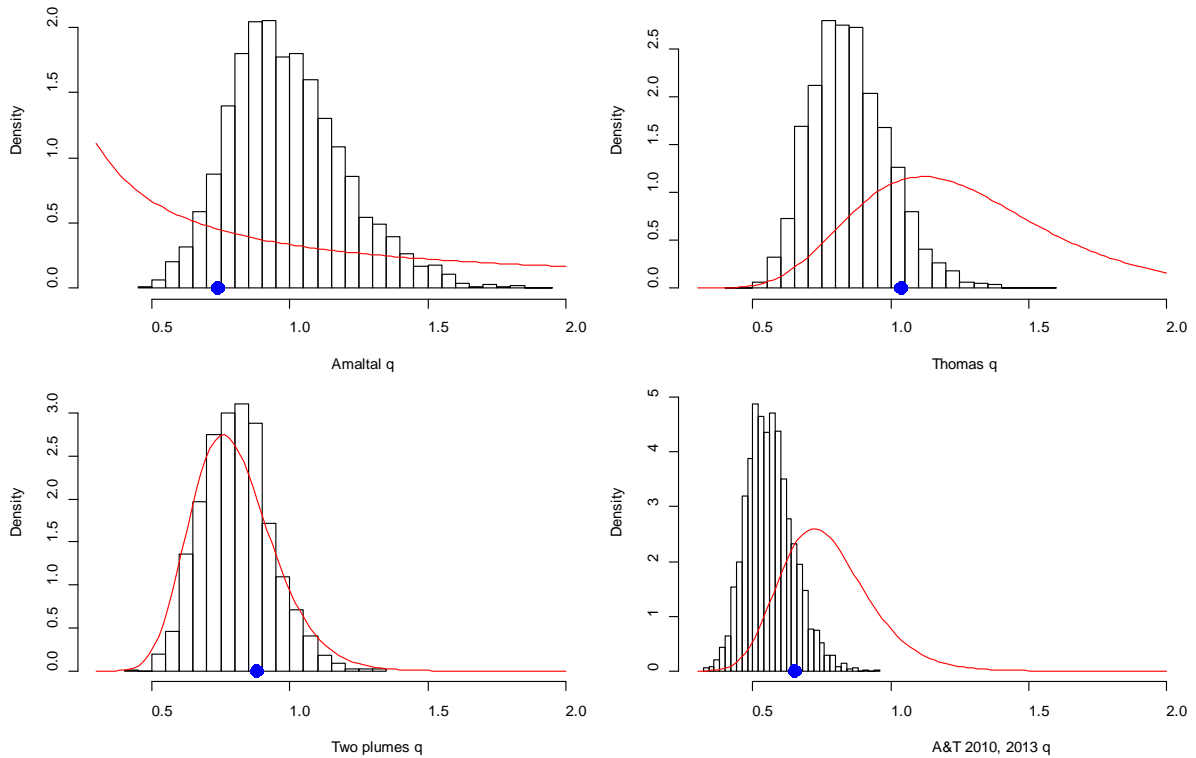 Density
0.0 0.5 1.0 1.5 2.0
0.5 1.0 1.5 2.0
Amaltal q
Density
0.0 0.5 1.0 1.5 2.0 2.5
0.5 1.0 1.5 2.0
Thomas q
Density
0.0 0.5 1.0 1.5 2.0 2.5 3.0
0.5 1.0 1.5 2.0
Two plumes q
Density
0 1 2 3 4 5
0.5 1.0 1.5 2.0
A&T 2010, 2013 q